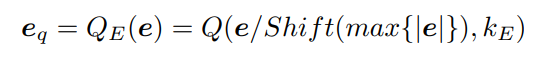 e_q = Q_E(e) = Q(e/Shift(max{|e|}), k_E)